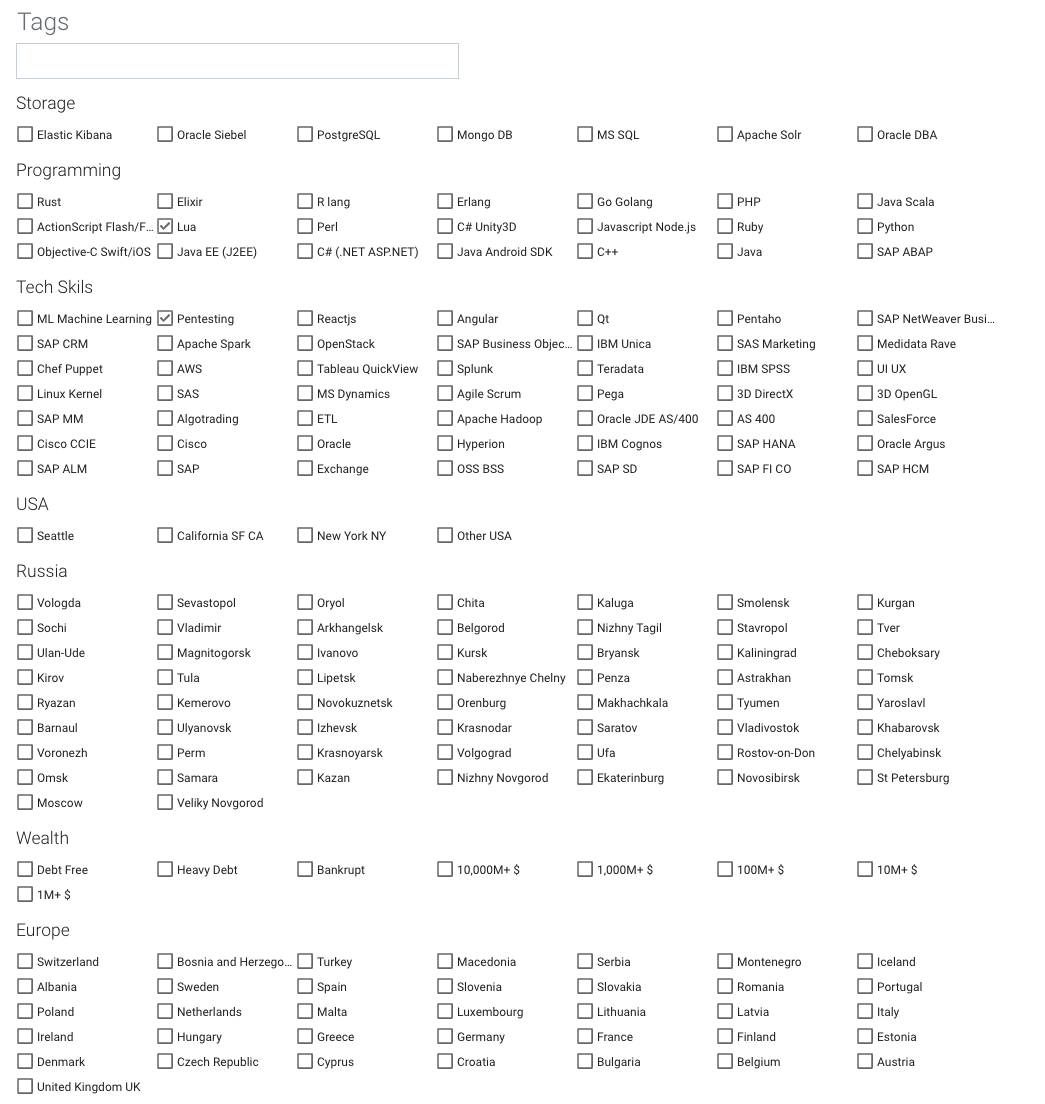 Tags
Storage
Elastic Kibana Oracle Siebel PostgreSQL Mongo DB MS SQL Apache Solr Oracle DBA
Programming
Rust Elixir R lang Erlang Go Golang PHP Java Scala
ActionScript Flash/F... Lua Perl C# Unity3D Javascript Node.js Ruby Python
Objective-C Swift/iOS Java EE (J2EE) C# (.NET ASP.NET) Java Android SDK C++ Java SAP ABAP
Tech Skils
ML Machine Learning Pentesting Reactjs Angular Qt Pentaho SAP NetWeaver Busi...
SAP CRM Apache Spark OpenStack SAP Business Objec... IBM Unica SAS Marketing Medidata Rave
Chef Puppet AWS Tableau QuickView Splunk Teradata IBM SPSS UI UX
Linux Kernel SAS MS Dynamics Agile Scrum Pega 3D DirectX 3D OpenGL
SAP MM Algotrading ETL Apache Hadoop Oracle JDE AS/400 AS 400 SalesForce
Cisco CCIE Cisco Oracle Hyperion IBM Cognos SAP HANA Oracle Argus
SAP ALM SAP Exchange OSS BSS SAP SD SAP FI CO SAP HCM
USA
Seattle California SF CA New York NY Other USA
Russia
Vologda Sevastopol Oryol Chita Kaluga Smolensk Kurgan
Sochi Vladimir Arkhangelsk Belgorod Nizhny Tagil Stavropol Tver
Ulan-Ude Magnitogorsk Ivanovo Kursk Bryansk Kaliningrad Cheboksary
Kirov Tula Lipetsk Naberezhnye Chelny Penza Astrakhan Tomsk
Ryazan Kemerovo Novokuznetsk Orenburg Makhachkala Tyumen Yaroslavl
Barnaul Ulyanovsk Izhevsk Krasnodar Saratov Vladivostok Khabarovsk
Voronezh Perm Krasnoyarsk Volgograd Ufa Rostov-on-Don Chelyabinsk
Omsk Samara Kazan Nizhny Novgorod Ekaterinburg Novosibirsk St Petersburg
Moscow Veliky Novgorod
Wealth
Debt Free Heavy Debt Bankrupt 10,000M+ $ 1,000M+ $ 100M+ $ 10M+ $
1M+ $
Europe
Switzerland Bosnia and Herzego... Turkey Macedonia Serbia Montenegro Iceland
Albania Sweden Spain Slovenia Slovakia Romania Portugal
Poland Netherlands Malta Luxembourg Lithuania Latvia Italy
Ireland Hungary Greece Germany France Finland Estonia
Denmark Czech Republic Cyprus Croatia Bulgaria Belgium Austria
United Kingdom UK